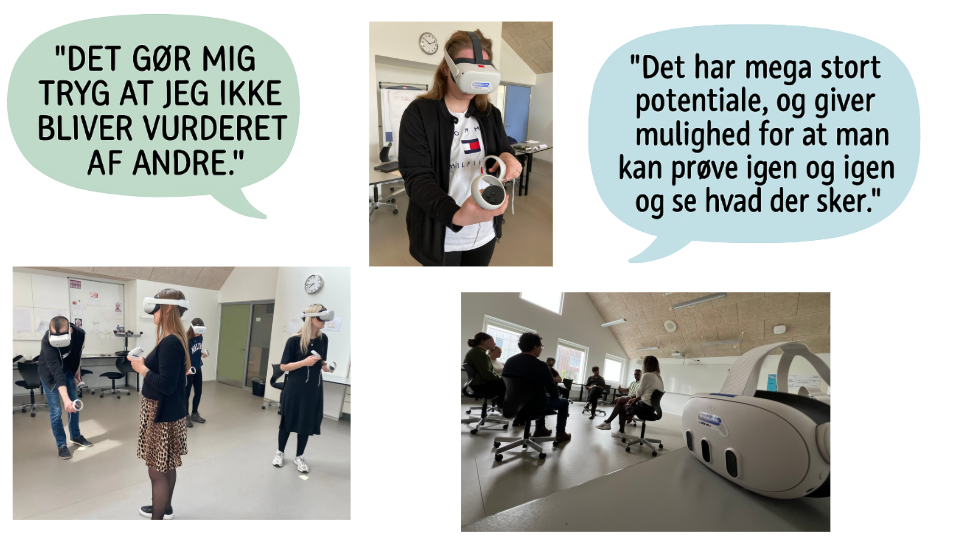 "DET GØR MIG
TRYG AT JEG IKKE
BLIVER VURDERET
AF ANDRE."
"Det har mega stort
potentiale, og giver
mulighed for at man
kan prøve igen og igen
og se hvad der sker."